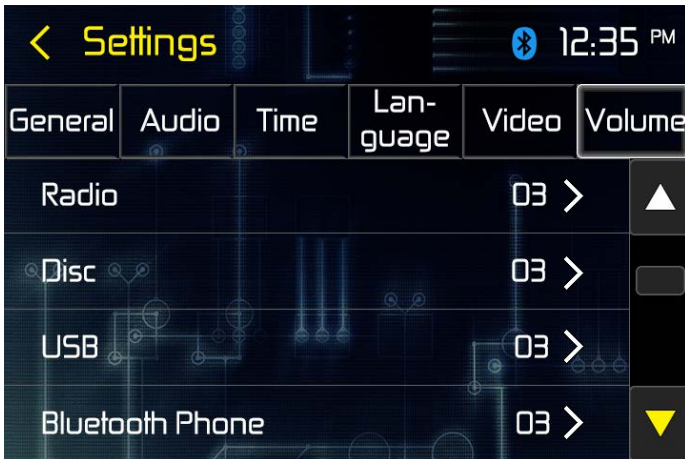 Settings 12:35 PM
General Audio Time Lan-
guage Video Volume
Radio 03
Disc 03
USB 03
Bluetooth Phone 03